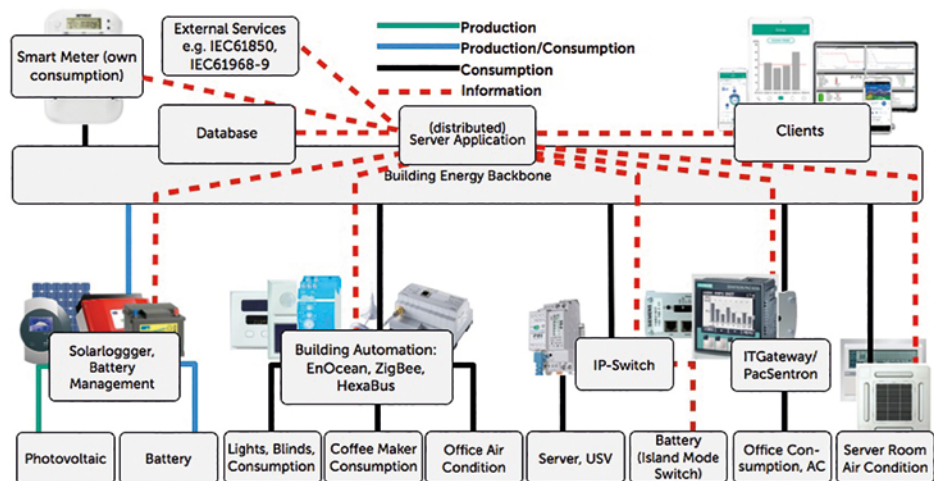 Smart Meter (own
consumption)
External Services
e.g. IEC61850,
IEC61968-9
Production
Production/Consumption
Consumption
Information
Database
(distributed)
Server Application
Clients
Building Energy Backbone
Solarloggger,
Battery
Management
Building Automation:
EnOcean, ZigBee,
HexaBus
IP-Switch
ITGateway/
PacSentron
Photovoltaic
Battery
Lights, Blinds,
Consumption
Coffee Maker
Consumption
Office Air
Condition
Server, USV
Battery
(Island Mode
Switch)
Office Con-
sumption, AC
Server Room
Air Condition